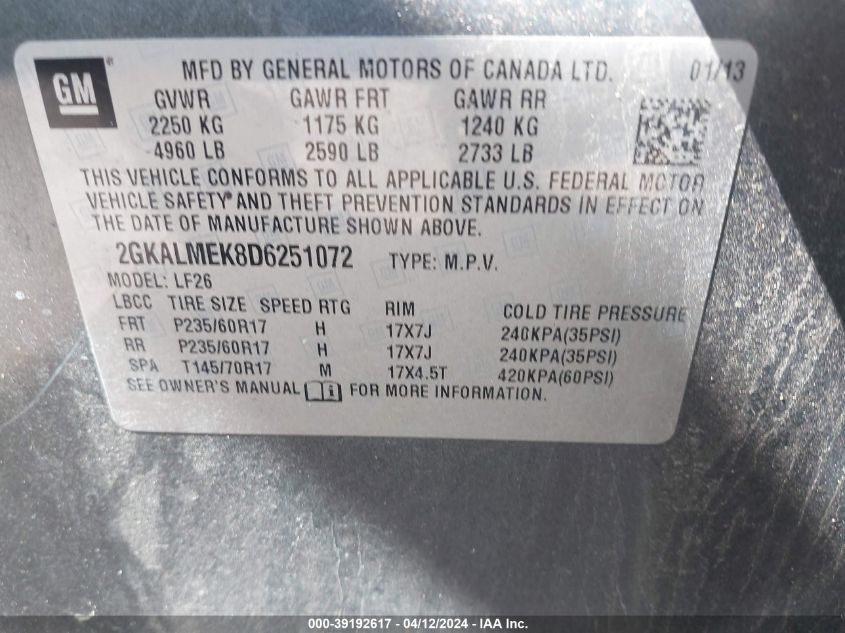 GM
MFD BY GENERAL MOTORS OF CANADA LTD. 01/13
GVWR GAWR FRT GAWR RR
2250 KG 1175 KG 1240 KG
4960 LB 2590 LB 2733 LB
THIS VEHICLE CONFORMS TO ALL APPLICABLE U.S. FEDERAL MOTOR
VEHICLE SAFETY AND THEFT PREVENTION STANDARDS IN EFFECT ON
THE DATE OF MANUFACTURE SHOWN ABOVE.
2GKALMEK8D6251072 TYPE: M.P.V.
MODEL: LF26
LBCC TIRE SIZE SPEED RTG RIM COLD TIRE PRESSURE
FRT P235/60R17 H 17X7J 240KPA(35PSI)
RR P235/60R17 H 17X7J 240KPA(35PSI)
SPA T145/70R17 M 17X4.5T 420KPA(60PSI)
SEE OWNER'S MANUAL i FOR MORE INFORMATION.
000-39192617 - 04/12/2024 - IAA Inc.